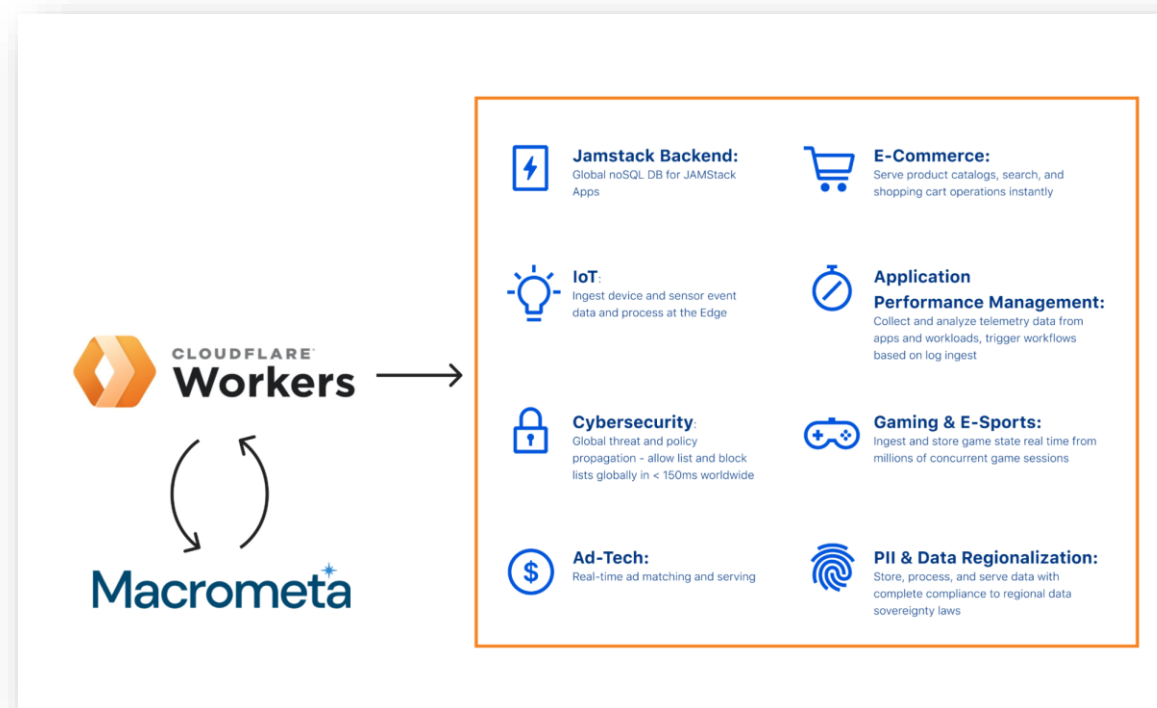 CLOUDFLARE
Workers
Macrometa
Jamstack Backend:
Global noSQL DB for JAMStack
Apps
E-Commerce:
Serve product catalogs, search, and
shopping cart operations instantly
IoT:
Ingest device and sensor event
data and process at the Edge
Application
Performance Management:
Collect and analyze telemetry data from
apps and workloads, trigger workflows
based on log ingest
Cybersecurity:
Global threat and policy
propagation - allow list and block
lists globally in < 150ms worldwide
Gaming & E-Sports:
Ingest and store game state real time from
millions of concurrent game sessions
$
Ad-Tech:
Real-time ad matching and serving
PII & Data Regionalization:
Store, process, and serve data with
complete compliance to regional data
sovereignty laws